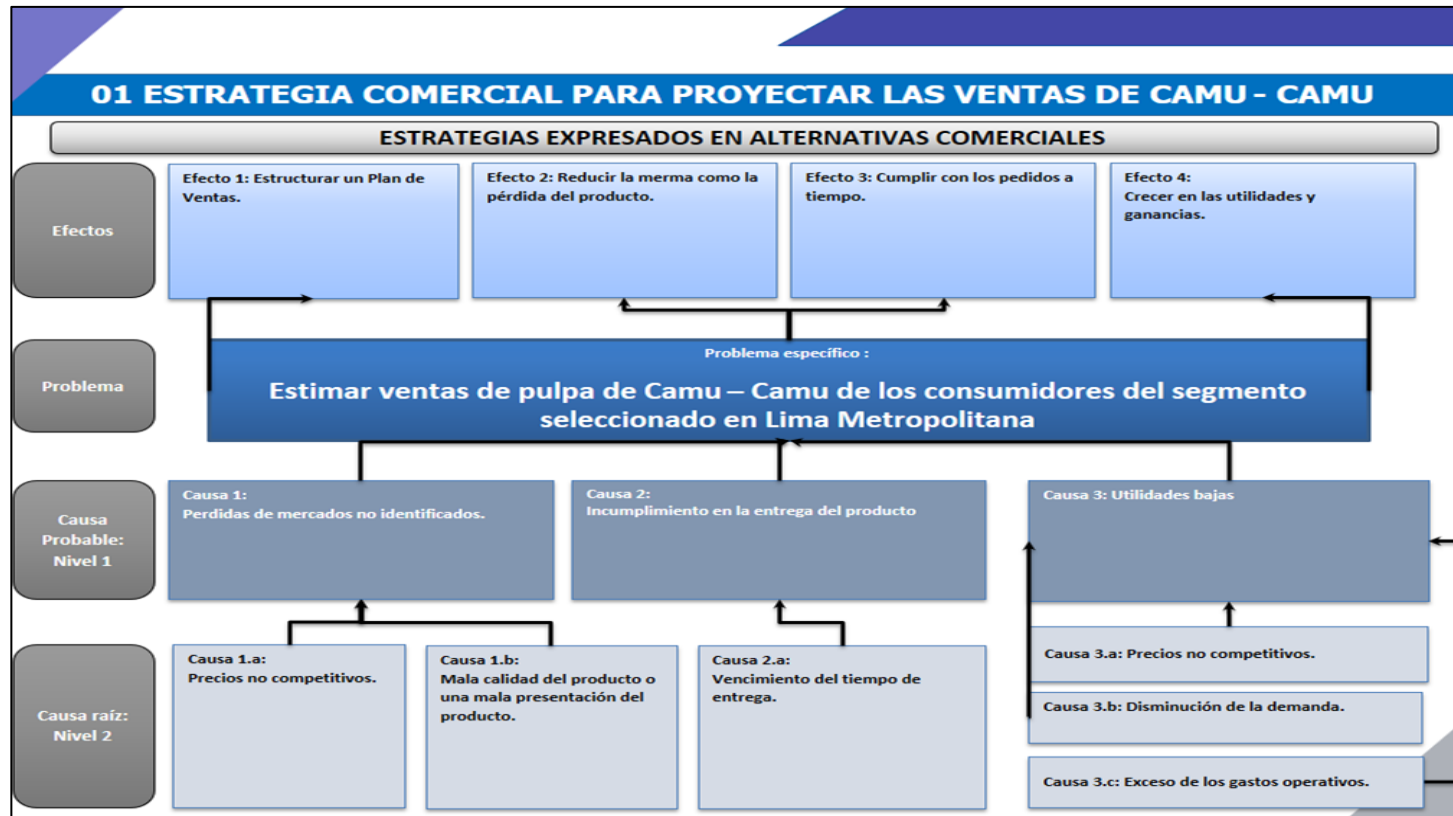 01 ESTRATEGIA COMERCIAL PARA PROYECTAR LAS VENTAS DE CAMU - CAMU
ESTRATEGIAS EXPRESADOS EN ALTERNATIVAS COMERCIALES
Efectos
Efecto 1: Estructurar un Plan de
Ventas.
Efecto 2: Reducir la merma como la
pérdida del producto.
Efecto 3: Cumplir con los pedidos a
tiempo.
Efecto 4:
Crecer en las utilidades y
ganancias.
Problema
Problema específico :
Estimar ventas de pulpa de Camu – Camu de los consumidores del segmento
seleccionado en Lima Metropolitana
Causa
Probable:
Nivel 1
Causa 1:
Perdidas de mercados no identificados.
Causa 2:
Incumplimiento en la entrega del producto
Causa 3: Utilidades bajas
Causa raíz:
Nivel 2
Causa 1.a:
Precios no competitivos.
Causa 1.b:
Mala calidad del producto o
una mala presentación del
producto.
Causa 2.a:
Vencimiento del tiempo de
entrega.
Causa 3.a: Precios no competitivos.
Causa 3.b: Disminución de la demanda.
Causa 3.c: Exceso de los gastos operativos.